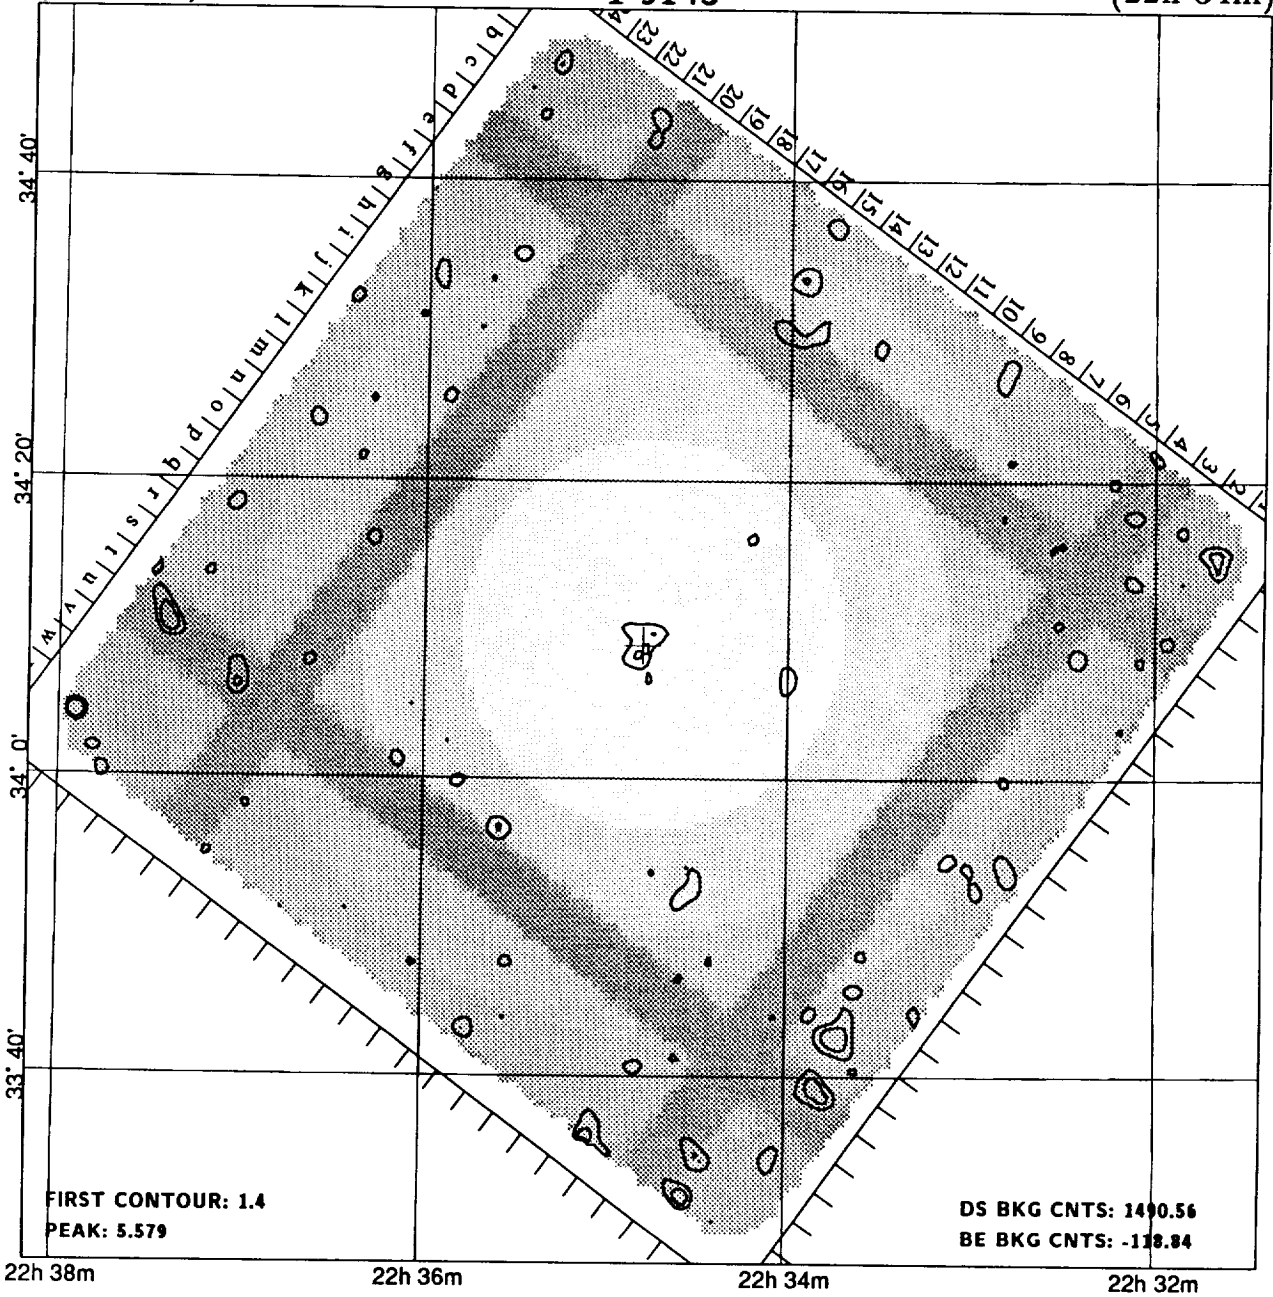 b c d e f g h i j k l m n o p q r s t u v w
23 22 21 20 19 18 17 16 15 14 13 12 11 10 9 8 7 6 5 4 3 2
34° 40'
34° 20'
34° 0'
33° 40'
FIRST CONTOUR: 1.4
PEAK: 5.579
DS BKG CNTS: 1490.56
BE BKG CNTS: -118.84
22h 38m 22h 36m 22h 34m 22h 32m